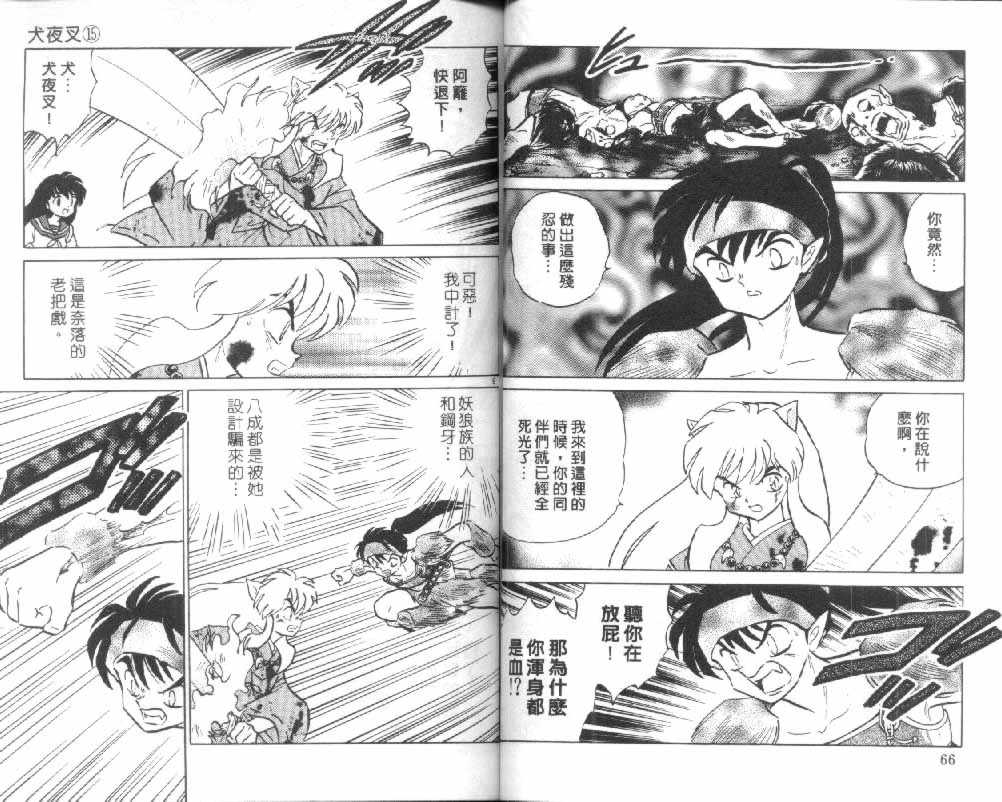 ビュ
你竟然…
做出這麼殘
忍的事…
你在說什
麼啊，
我來到這裡的
時候，你的同
伴們就已經全
死光了…
聽你在
放屁！
那為什麼
你渾身都
是血!?
66
犬夜叉⑮
阿籬，
快退下！
犬…
犬夜叉！
可惡！
我中計了！
這是奈落的
老把戲。
妖狼族的人
和鋼牙…
八成都是被她
設計騙來的…